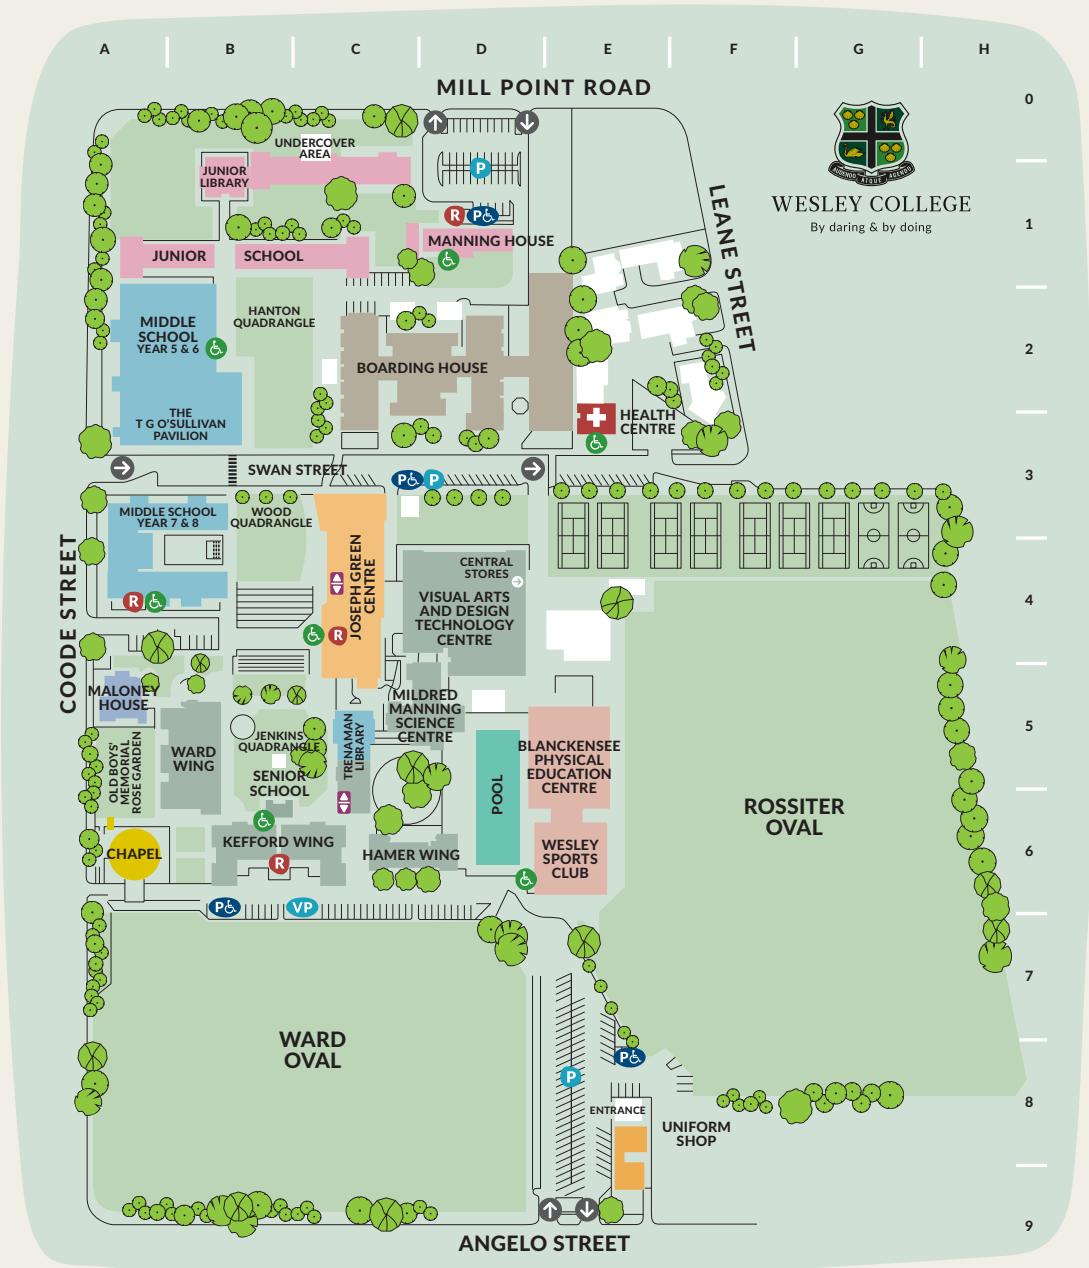 A B C D E F G H
MILL POINT ROAD
0
UNDERCOVER
AREA
JUNIOR
LIBRARY
P
AUDENDO ATQUE AGENDO
WESLEY COLLEGE
By daring & by doing
LEANE STREET
1
R P
MANNING HOUSE
JUNIOR SCHOOL
HANTON
QUADRANGLE
MIDDLE
SCHOOL
YEAR 5 & 6
2
BOARDING HOUSE
THE
T G O'SULLIVAN
PAVILION
HEALTH
CENTRE
SWAN STREET
P P
3
MIDDLE SCHOOL
YEAR 7 & 8
WOOD
QUADRANGLE
COODE STREET
JOSEPH GREEN
CENTRE
CENTRAL
STORES
VISUAL ARTS
AND DESIGN
TECHNOLOGY
CENTRE
4
R
R
MALONEY
HOUSE
MILDRED
MANNING
SCIENCE
CENTRE
5
OLD BOYS'
MEMORIAL
ROSE GARDEN
WARD
WING
JENKINS
QUADRANGLE
SENIOR
SCHOOL
TRENAMAN
LIBRARY
POOL
BLANCKENSEE
PHYSICAL
EDUCATION
CENTRE
ROSSITER
OVAL
CHAPEL
KEFFORD WING
R
HAMER WING
WESLEY
SPORTS
CLUB
6
P VP
7
WARD
OVAL
P
P
8
ENTRANCE
UNIFORM
SHOP
9
ANGELO STREET